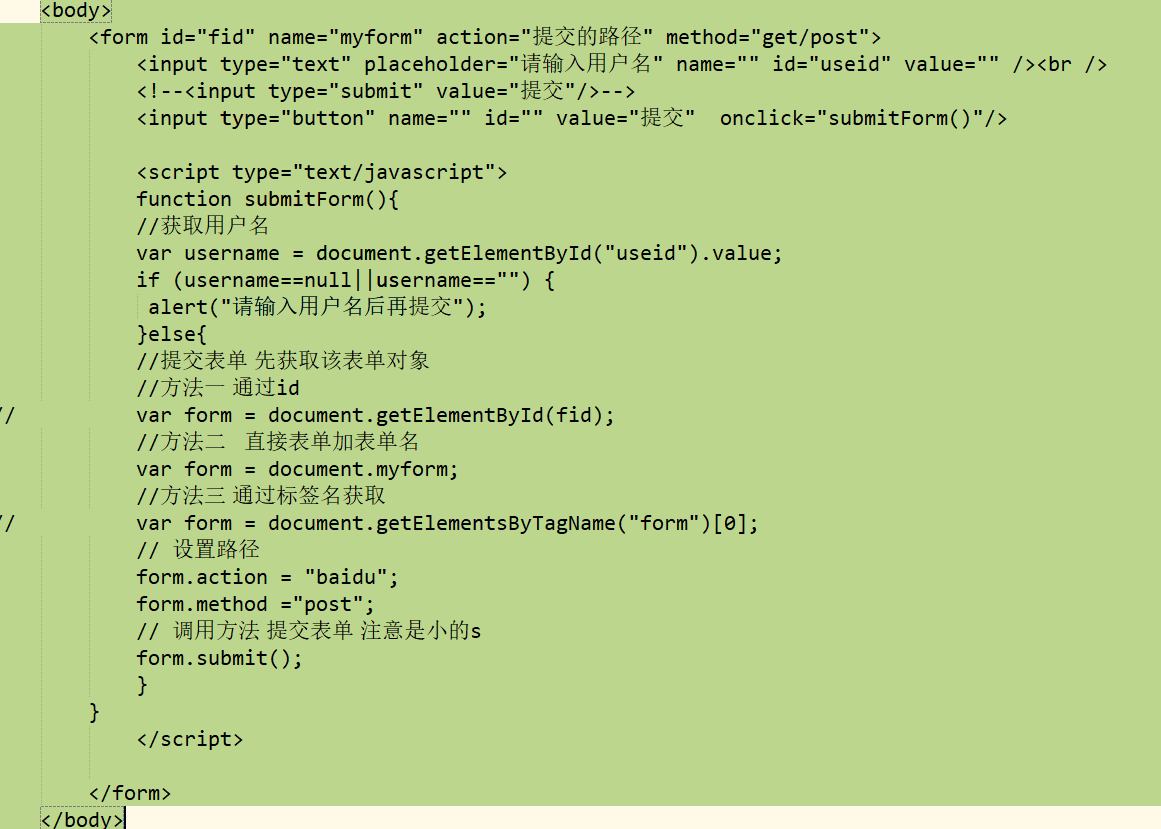 <body>
<form id="fid" name="myform" action="提交的路径" method="get/post">
<input type="text" placeholder="请输入用户名" name="" id="useid" value="" /><br />
<!--<input type="submit" value="提交"/>-->
<input type="button" name="" id="" value="提交"  onclick="submitForm()"/>
<script type="text/javascript">
function submitForm(){
//获取用户名
var username = document.getElementById("useid").value;
if (username==null||username=="") {
alert("请输入用户名后再提交");
}else{
//提交表单 先获取该表单对象
//方法一 通过id
// var form = document.getElementById(fid);
//方法二  直接表单加表单名
var form = document.myform;
//方法三 通过标签名获取
// var form = document.getElementsByTagName("form")[0];
// 设置路径
form.action = "baidu";
form.method ="post";
// 调用方法 提交表单 注意是小的s
form.submit();
}
}
</script>
</form>
</body>